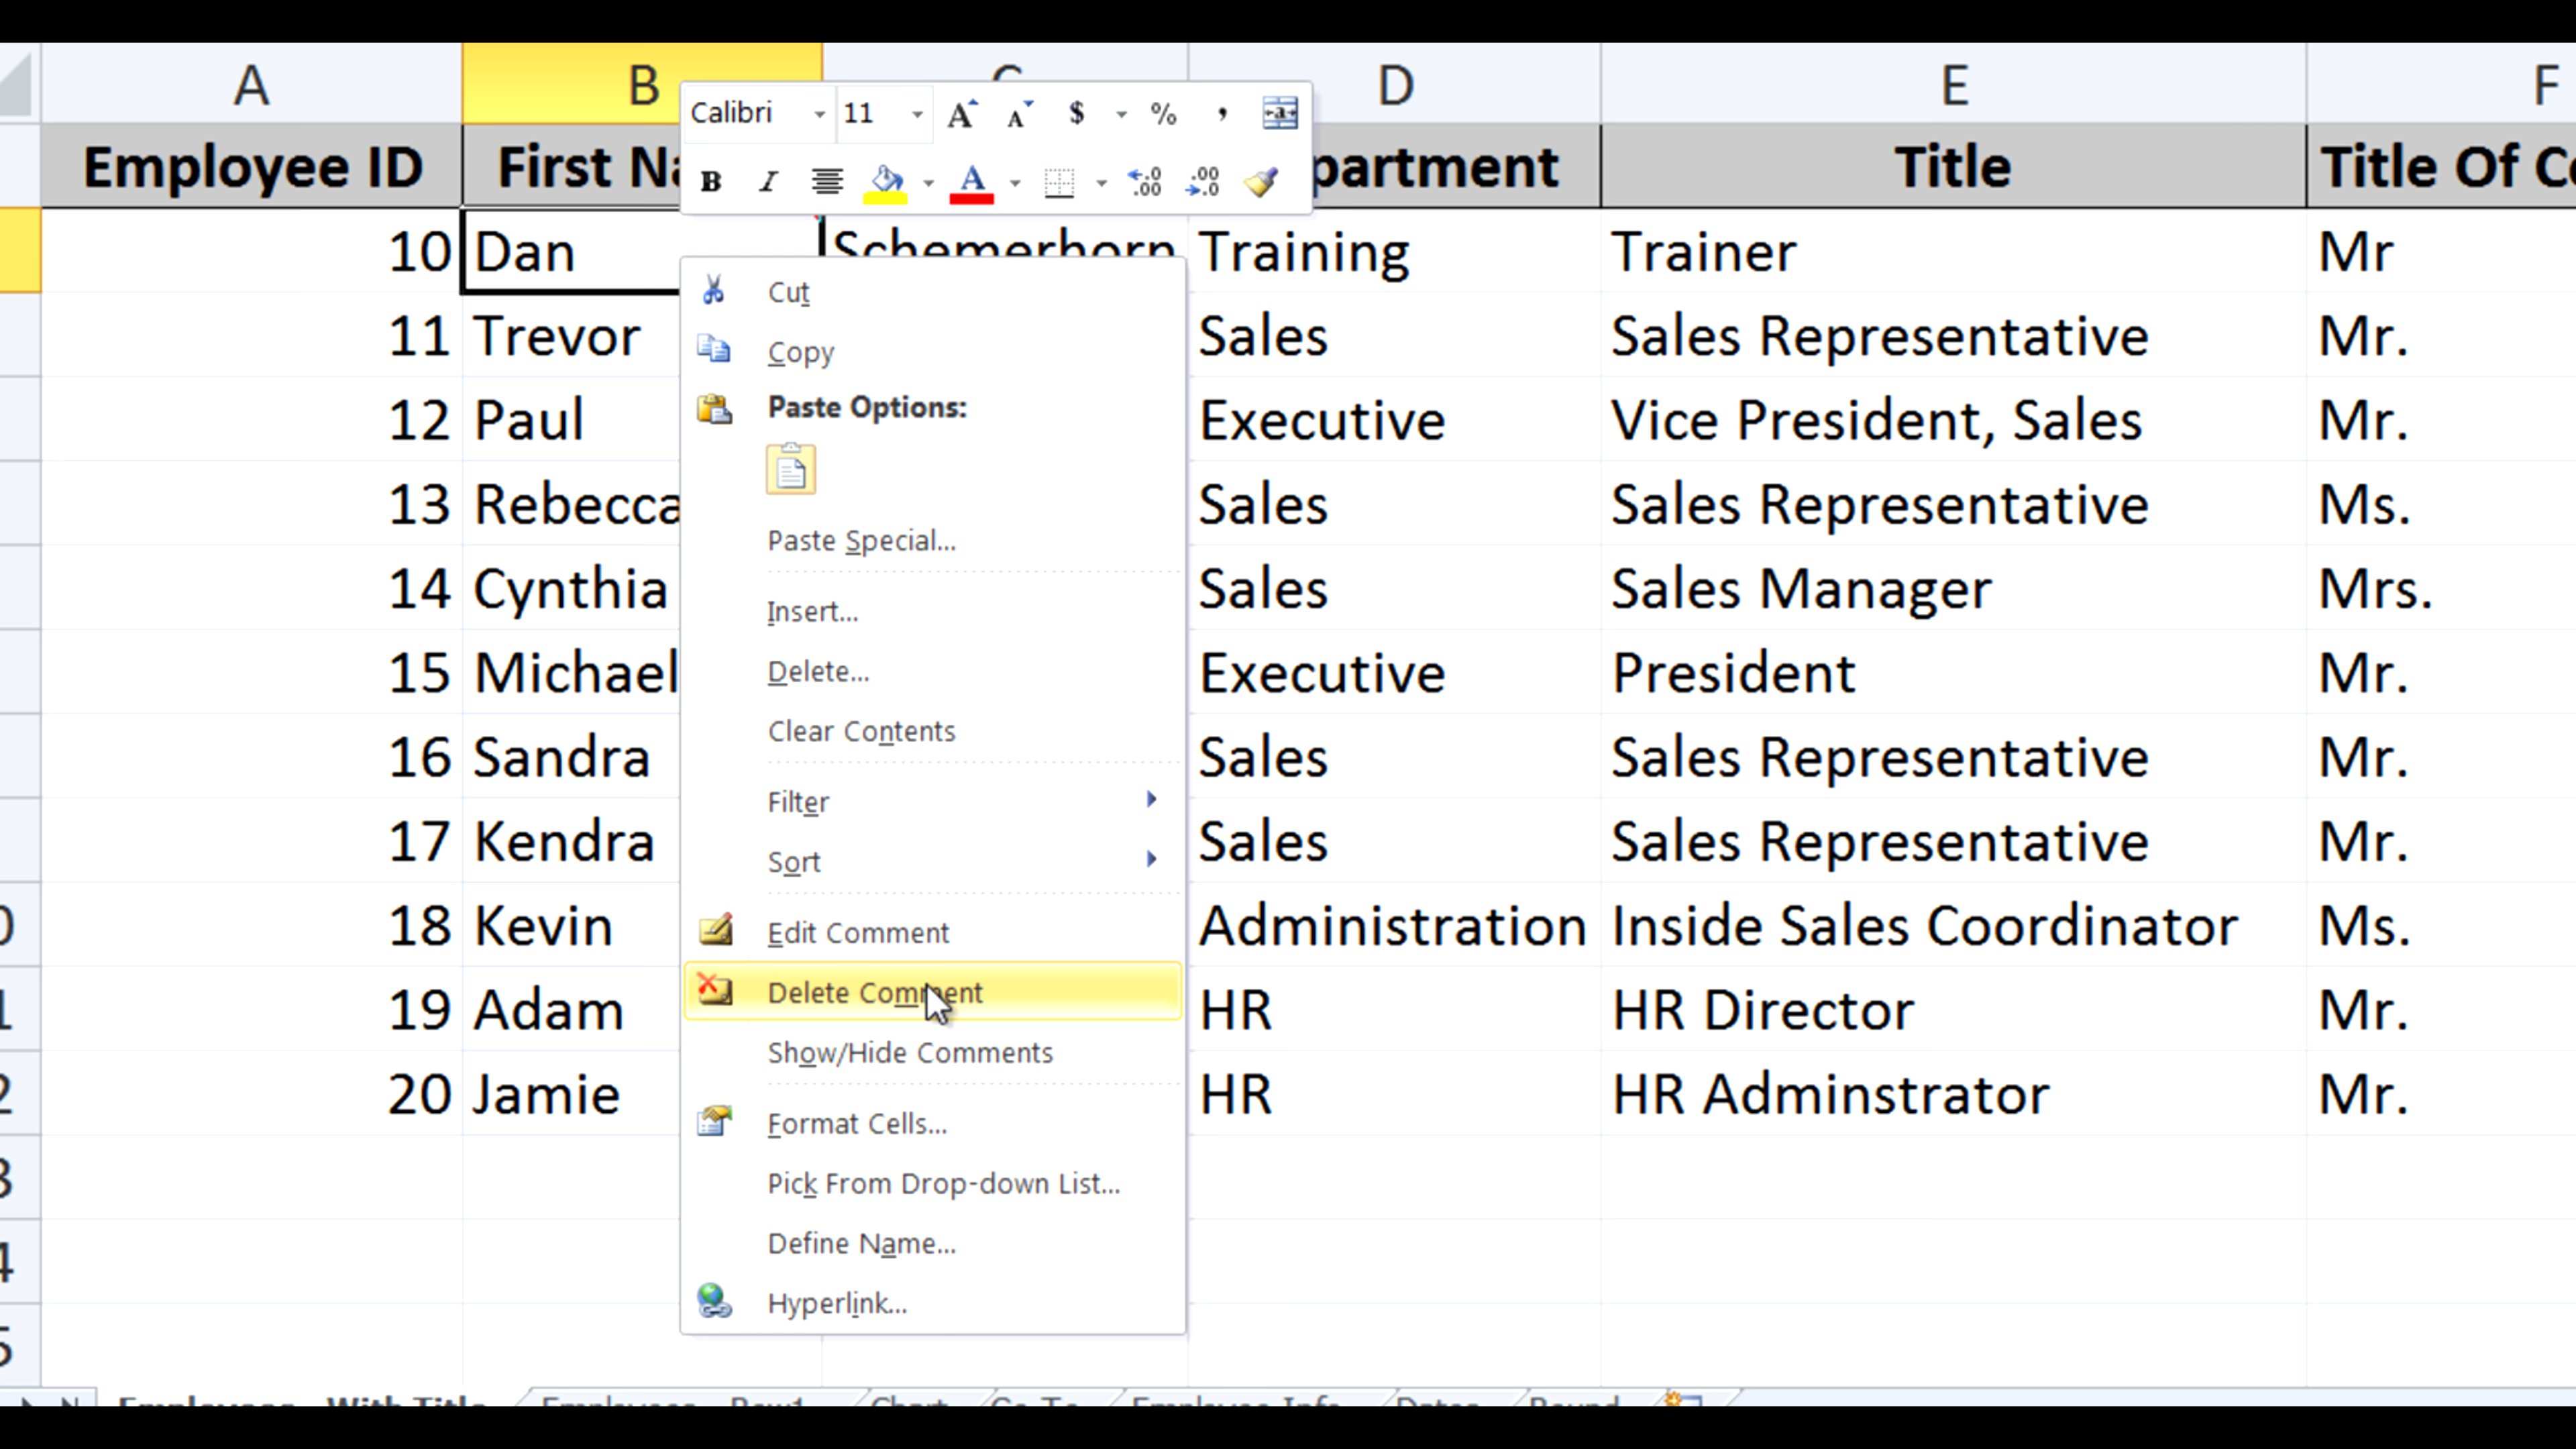 A B D E F
Calibri 11 $ % ,
Employee ID First Na partment Title Title Of Co
B I A
10 Dan Schemerhorn Training Trainer Mr
11 Trevor Sales Sales Representative Mr.
12 Paul Executive Vice President, Sales Mr.
13 Rebecca Sales Sales Representative Ms.
14 Cynthia Sales Sales Manager Mrs.
15 Michael Executive President Mr.
16 Sandra Sales Sales Representative Mr.
17 Kendra Sales Sales Representative Mr.
18 Kevin Administration Inside Sales Coordinator Ms.
19 Adam HR HR Director Mr.
20 Jamie HR HR Adminstrator Mr.
Cut
Copy
Paste Options:
Paste Special...
Insert...
Delete...
Clear Contents
Filter
Sort
Edit Comment
Delete Comment
Show/Hide Comments
Format Cells...
Pick From Drop-down List...
Define Name...
Hyperlink...